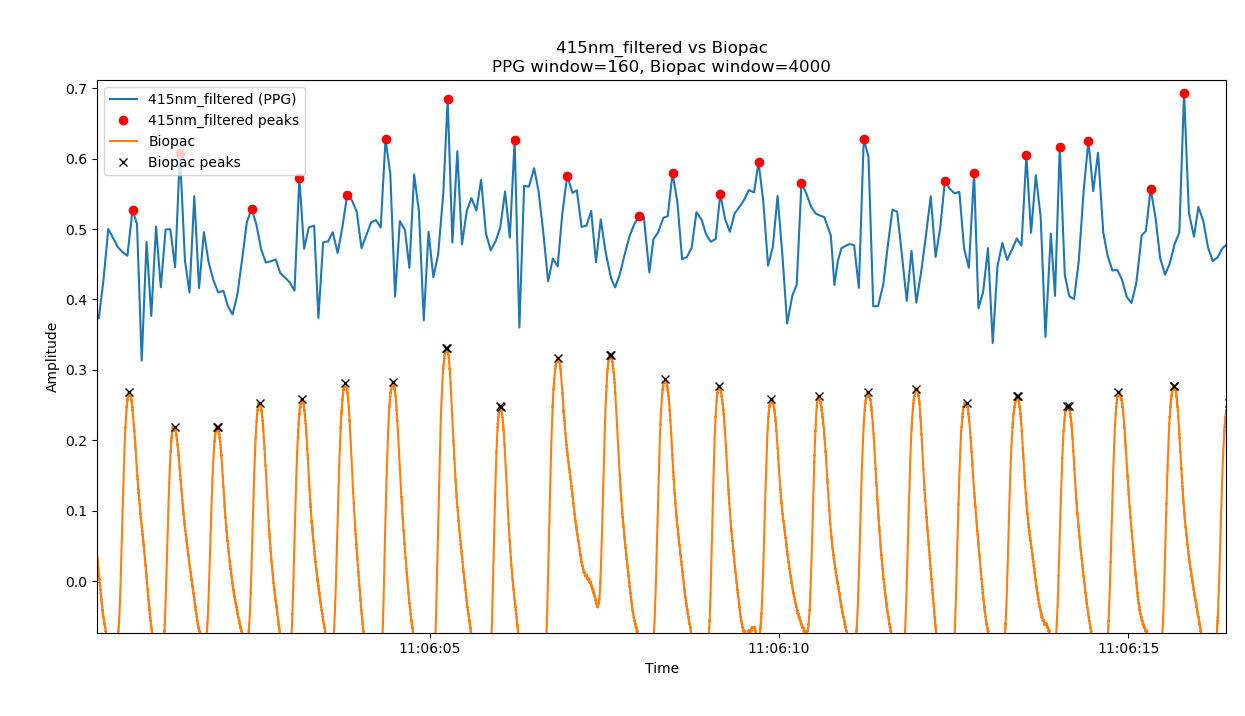 415nm_filtered vs Biopac
PPG window=160, Biopac window=4000
415nm_filtered (PPG)
415nm_filtered peaks
Biopac
Biopac peaks
Amplitude
0.7
0.6
0.5
0.4
0.3
0.2
0.1
0.0
11:06:05
11:06:10
11:06:15
Time